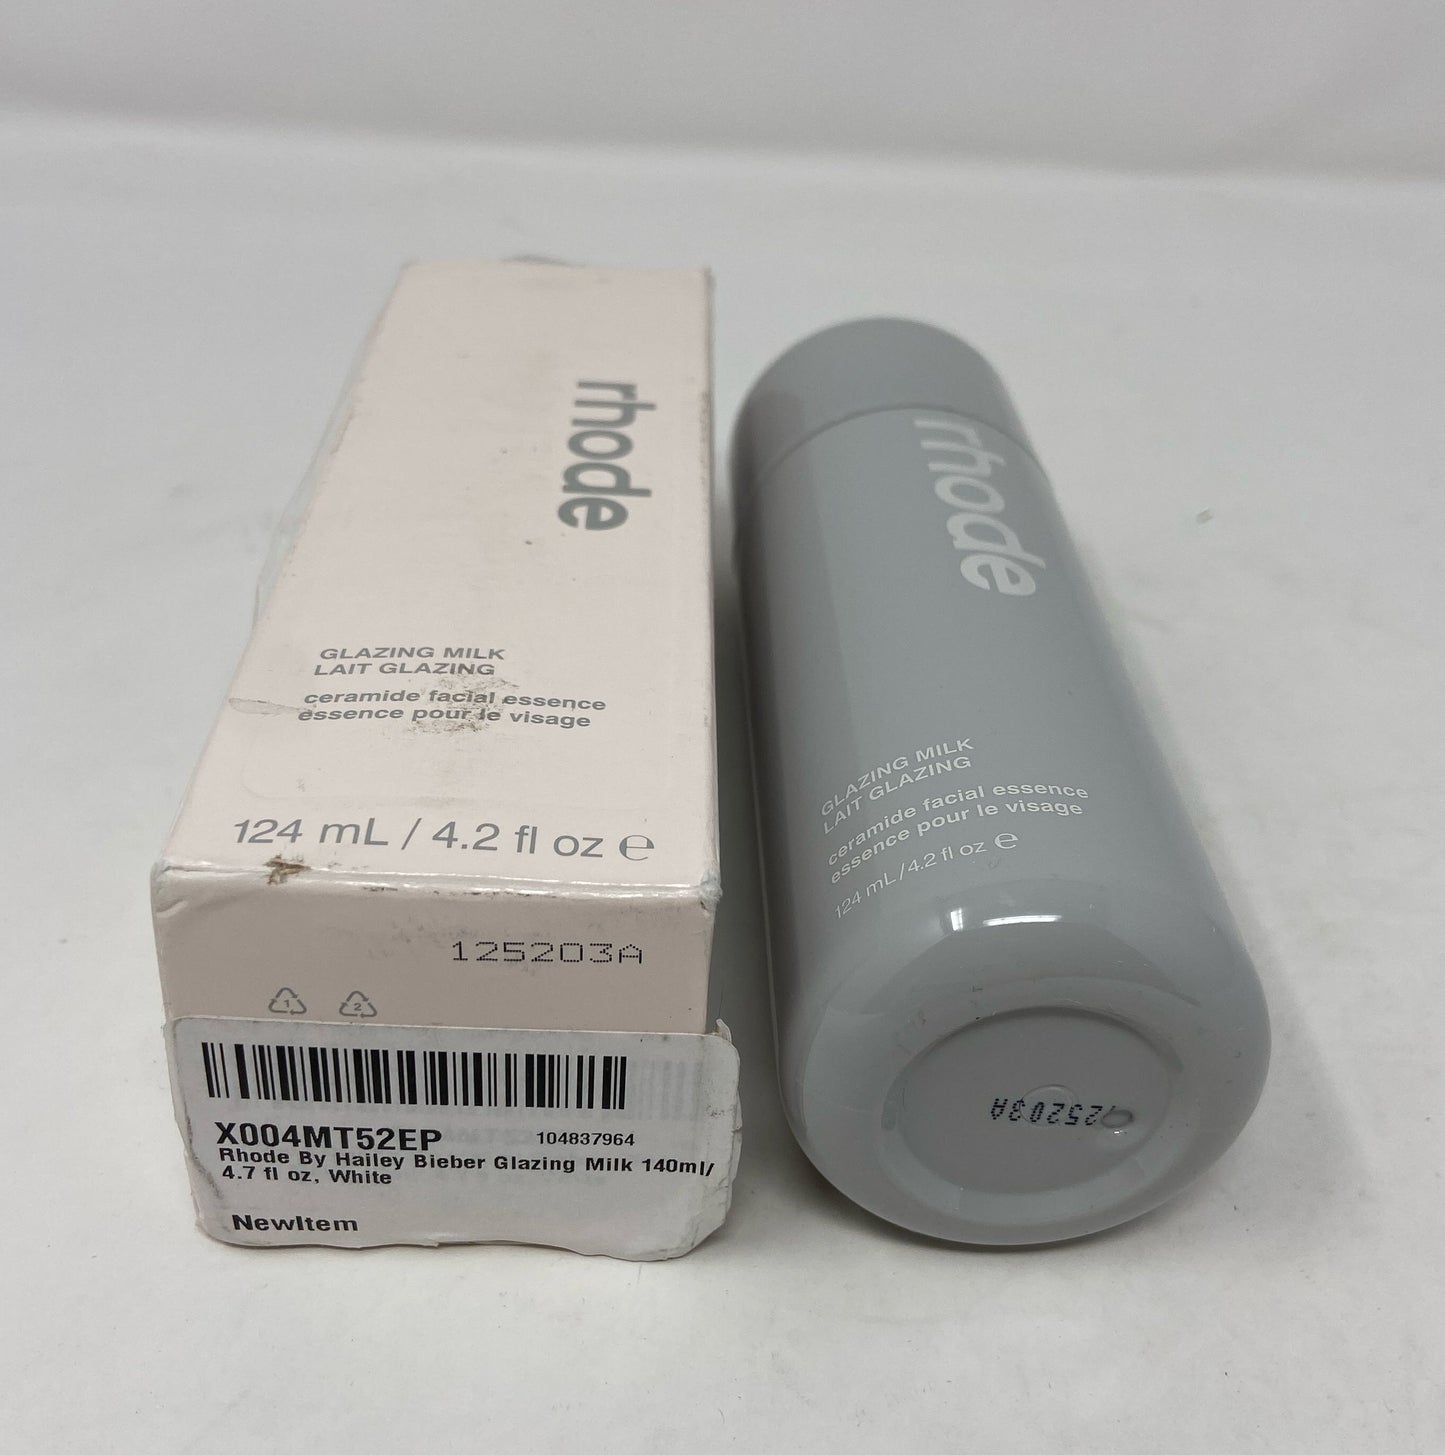 rhode
GLAZING MILK
LAIT GLAZING
ceramide facial essence
essence pour le visage
124 mL / 4.2 fl oz ℮
125203A
1 2
X004MT52EP 104837964
Rhode By Hailey Bieber Glazing Milk 140ml/
4.7 fl oz, White
NewItem
rhode
GLAZING MILK
LAIT GLAZING
ceramide facial essence
essence pour le visage
124 mL/4.2 fl oz ℮